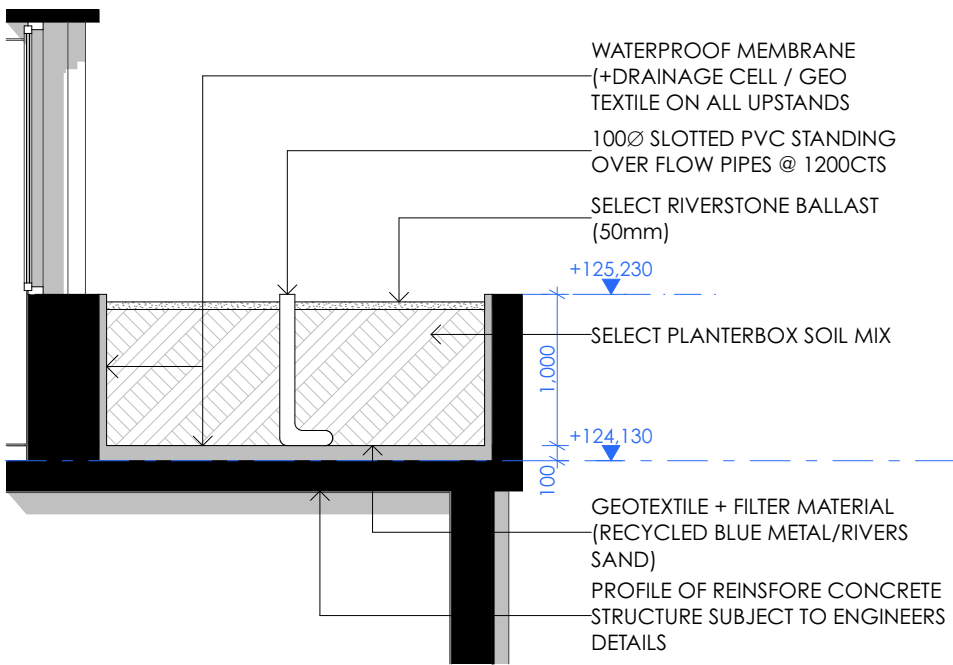 WATERPROOF MEMBRANE
(+DRAINAGE CELL / GEO
TEXTILE ON ALL UPSTANDS
100Ø SLOTTED PVC STANDING
OVER FLOW PIPES @ 1200CTS
SELECT RIVERSTONE BALLAST
(50mm)
+125,230
SELECT PLANTERBOX SOIL MIX
1,000
+124,130
100
GEOTEXTILE + FILTER MATERIAL
(RECYCLED BLUE METAL/RIVERS
SAND)
PROFILE OF REINSFORE CONCRETE
STRUCTURE SUBJECT TO ENGINEERS
DETAILS